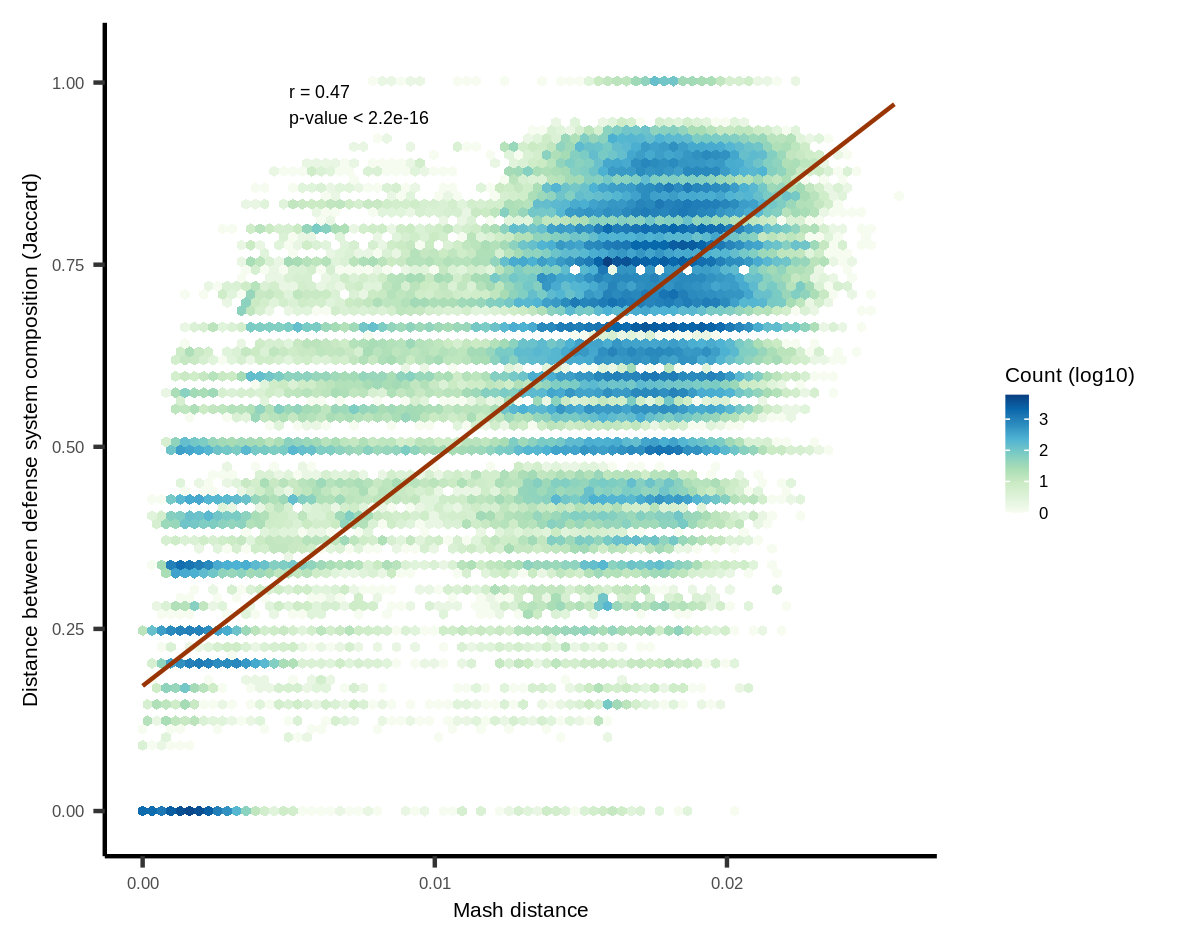 r = 0.47
p-value < 2.2e-16
1.00
0.75
0.50
0.25
0.00
Distance between defense system composition (Jaccard)
0.00
0.01
0.02
Mash distance
Count (log10)
3
2
1
0